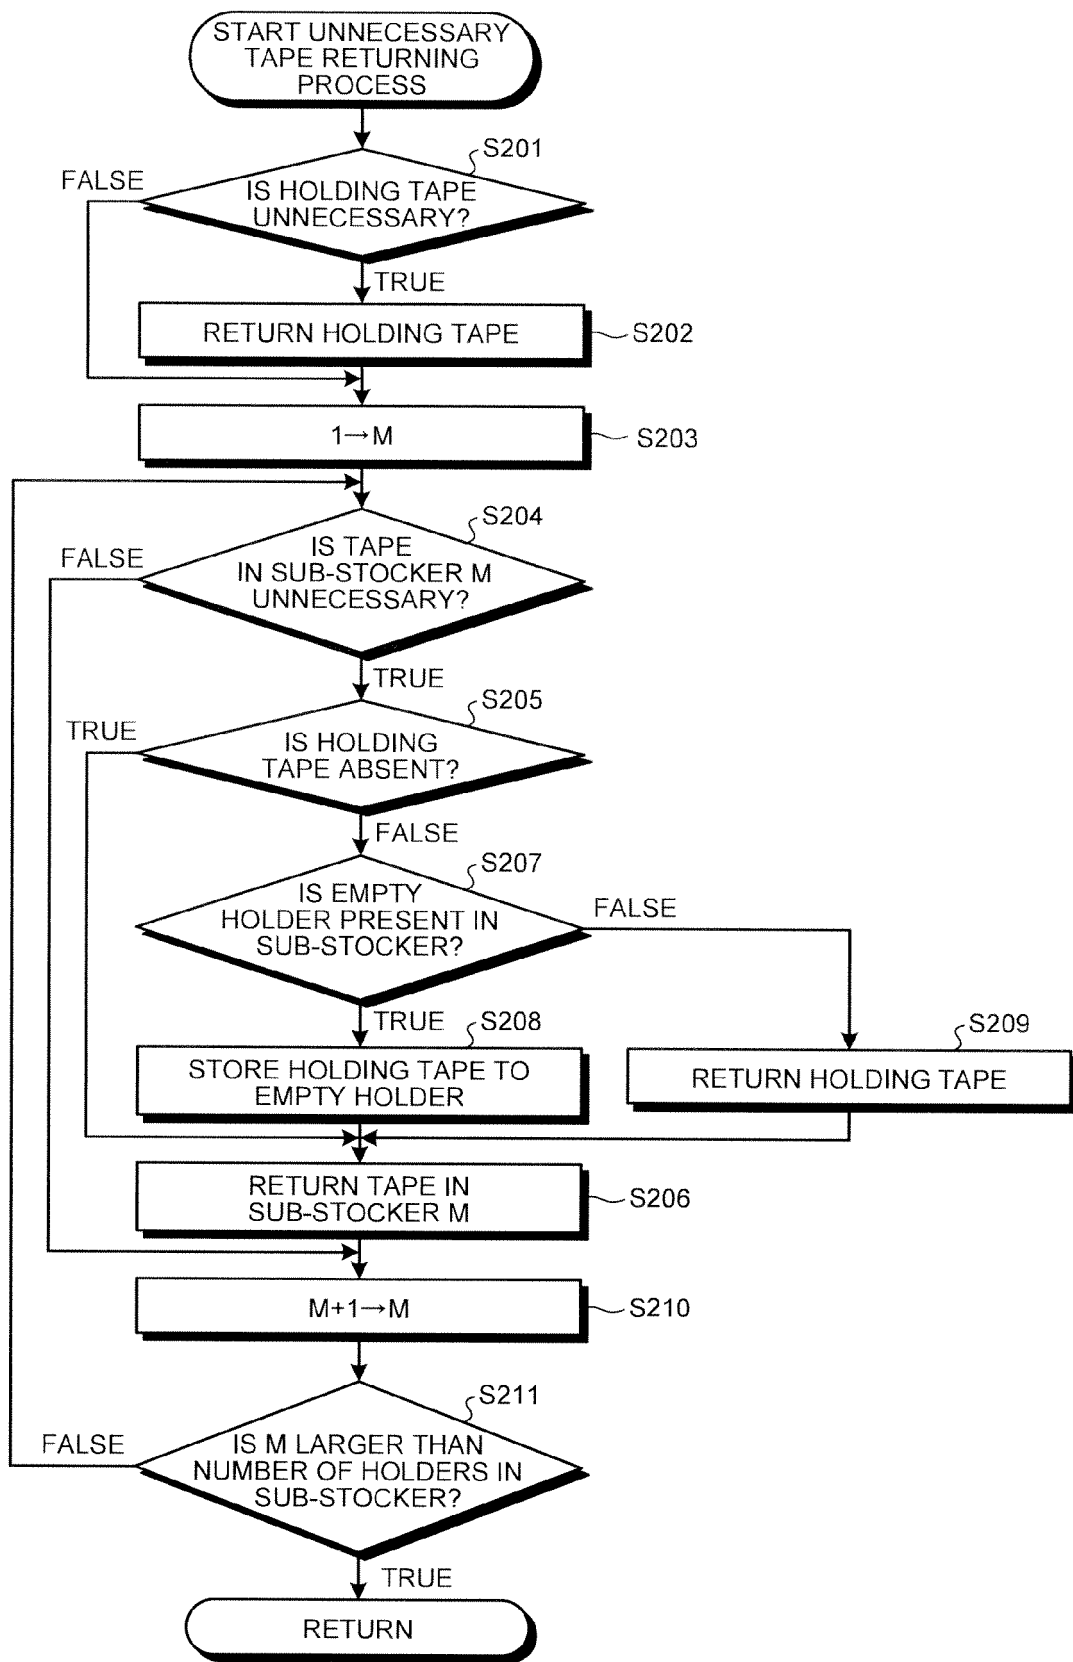 START UNNECESSARY
TAPE RETURNING
PROCESS
S201
FALSE
IS HOLDING TAPE
UNNECESSARY?
TRUE
RETURN HOLDING TAPE
S202
1→M
S203
S204
FALSE
IS TAPE
IN SUB-STOCKER M
UNNECESSARY?
TRUE
S205
TRUE
IS HOLDING
TAPE ABSENT?
FALSE
S207
IS EMPTY
HOLDER PRESENT IN
SUB-STOCKER?
FALSE
TRUE
S208
S209
STORE HOLDING TAPE TO
EMPTY HOLDER
RETURN HOLDING TAPE
RETURN TAPE IN
SUB-STOCKER M
S206
M+1→M
S210
S211
FALSE
IS M LARGER THAN
NUMBER OF HOLDERS IN
SUB-STOCKER?
TRUE
RETURN